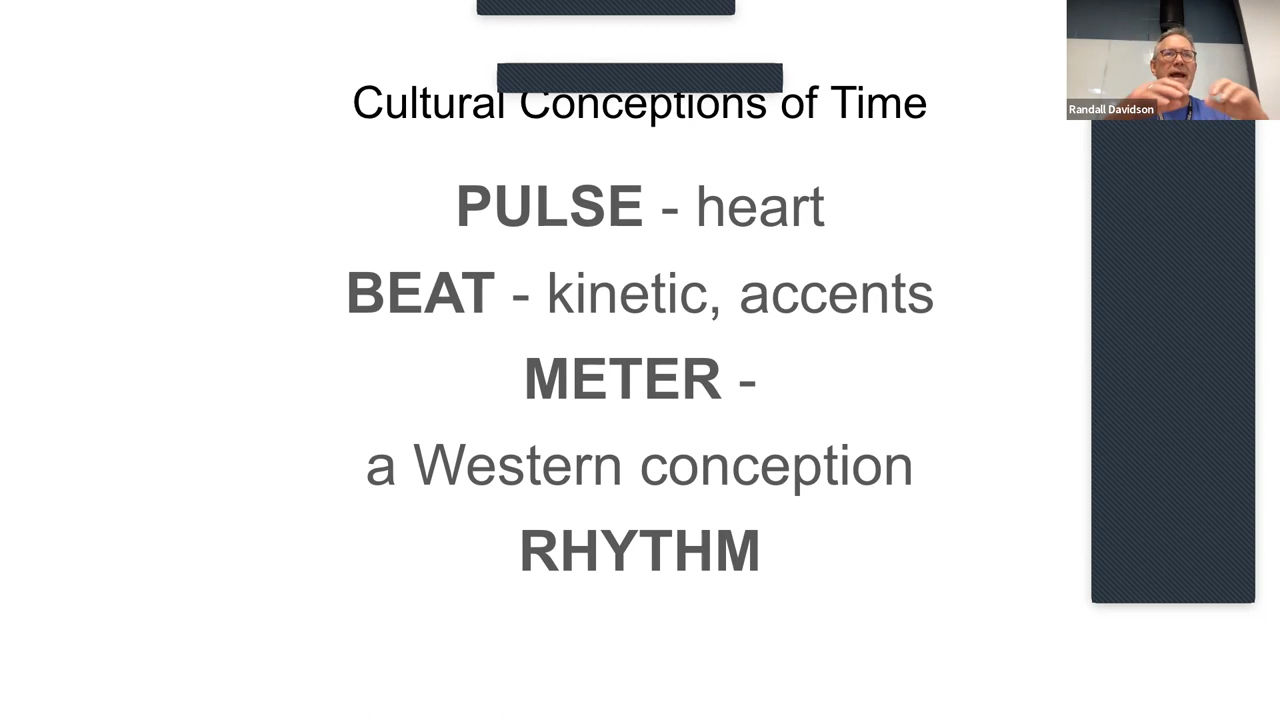 Cultural Conceptions of Time
Randall Davidson
PULSE - heart
BEAT - kinetic, accents
METER -
a Western conception
RHYTHM